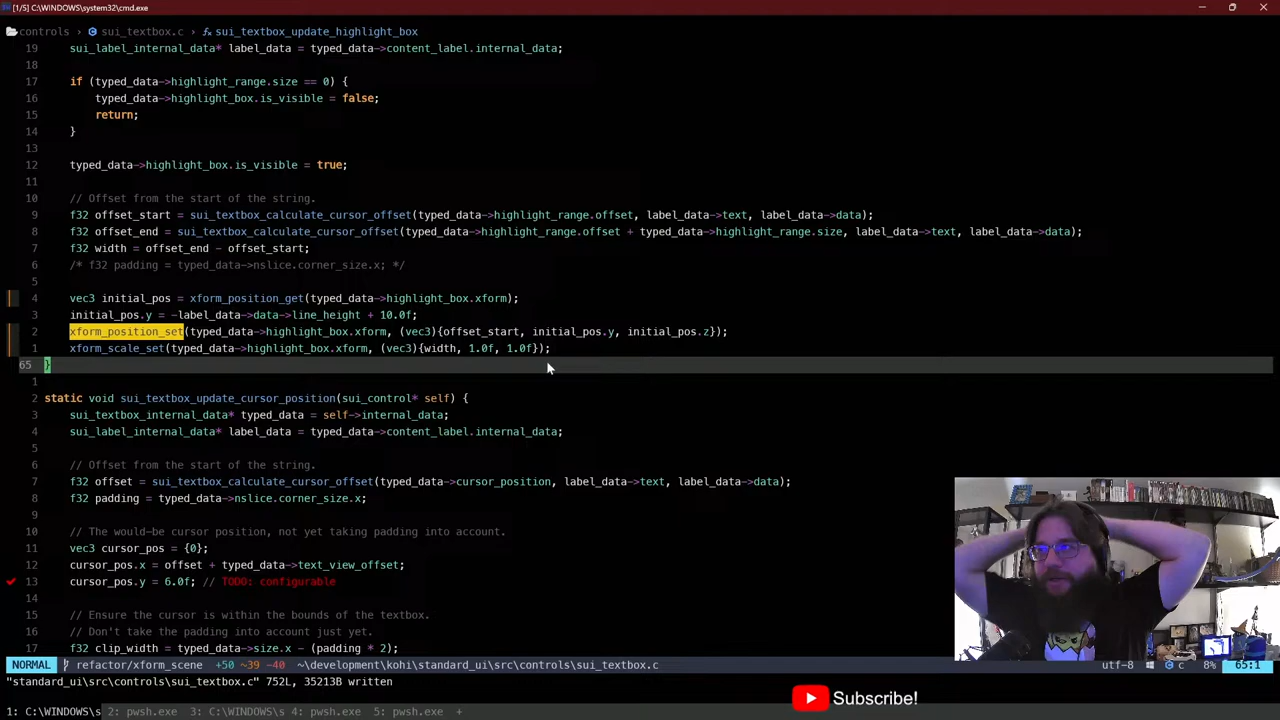 [1/5] C:\WINDOWS\system32\cmd.exe
controls > C sui_textbox.c > fx sui_textbox_update_highlight_box
19 sui_label_internal_data* label_data = typed_data->content_label.internal_data;
18
17 if (typed_data->highlight_range.size == 0) {
16 typed_data->highlight_box.is_visible = false;
15 return;
14 }
13
12 typed_data->highlight_box.is_visible = true;
11
10 // Offset from the start of the string.
9 f32 offset_start = sui_textbox_calculate_cursor_offset(typed_data->highlight_range.offset, label_data->text, label_data->data);
8 f32 offset_end = sui_textbox_calculate_cursor_offset(typed_data->highlight_range.offset + typed_data->highlight_range.size, label_data->text, label_data->data);
7 f32 width = offset_end - offset_start;
6 /* f32 padding = typed_data->nslice.corner_size.x; */
5
4 vec3 initial_pos = xform_position_get(typed_data->highlight_box.xform);
3 initial_pos.y = -label_data->data->line_height + 10.0f;
2 xform_position_set(typed_data->highlight_box.xform, (vec3){offset_start, initial_pos.y, initial_pos.z});
1 xform_scale_set(typed_data->highlight_box.xform, (vec3){width, 1.0f, 1.0f});
65 }
1
2 static void sui_textbox_update_cursor_position(sui_control* self) {
3 sui_textbox_internal_data* typed_data = self->internal_data;
4 sui_label_internal_data* label_data = typed_data->content_label.internal_data;
5
6 // Offset from the start of the string.
7 f32 offset = sui_textbox_calculate_cursor_offset(typed_data->cursor_position, label_data->text, label_data->data);
8 f32 padding = typed_data->nslice.corner_size.x;
9
10 // The would-be cursor position, not yet taking padding into account.
11 vec3 cursor_pos = {0};
12 cursor_pos.x = offset + typed_data->text_view_offset;
13 cursor_pos.y = 6.0f; // TODO: configurable
14
15 // Ensure the cursor is within the bounds of the textbox.
16 // Don't take the padding into account just yet.
17 f32 clip_width = typed_data->size.x - (padding * 2);
NORMAL refactor/xform_scene +50 ~39 -40 ~\development\kohi\standard_ui\src\controls\sui_textbox.c utf-8 c 8% 65:1
"standard_ui\src\controls\sui_textbox.c" 752L, 35213B written
Subscribe!
1: C:\WINDOWS\s 2: pwsh.exe 3: C:\WINDOWS\s 4: pwsh.exe 5: pwsh.exe +